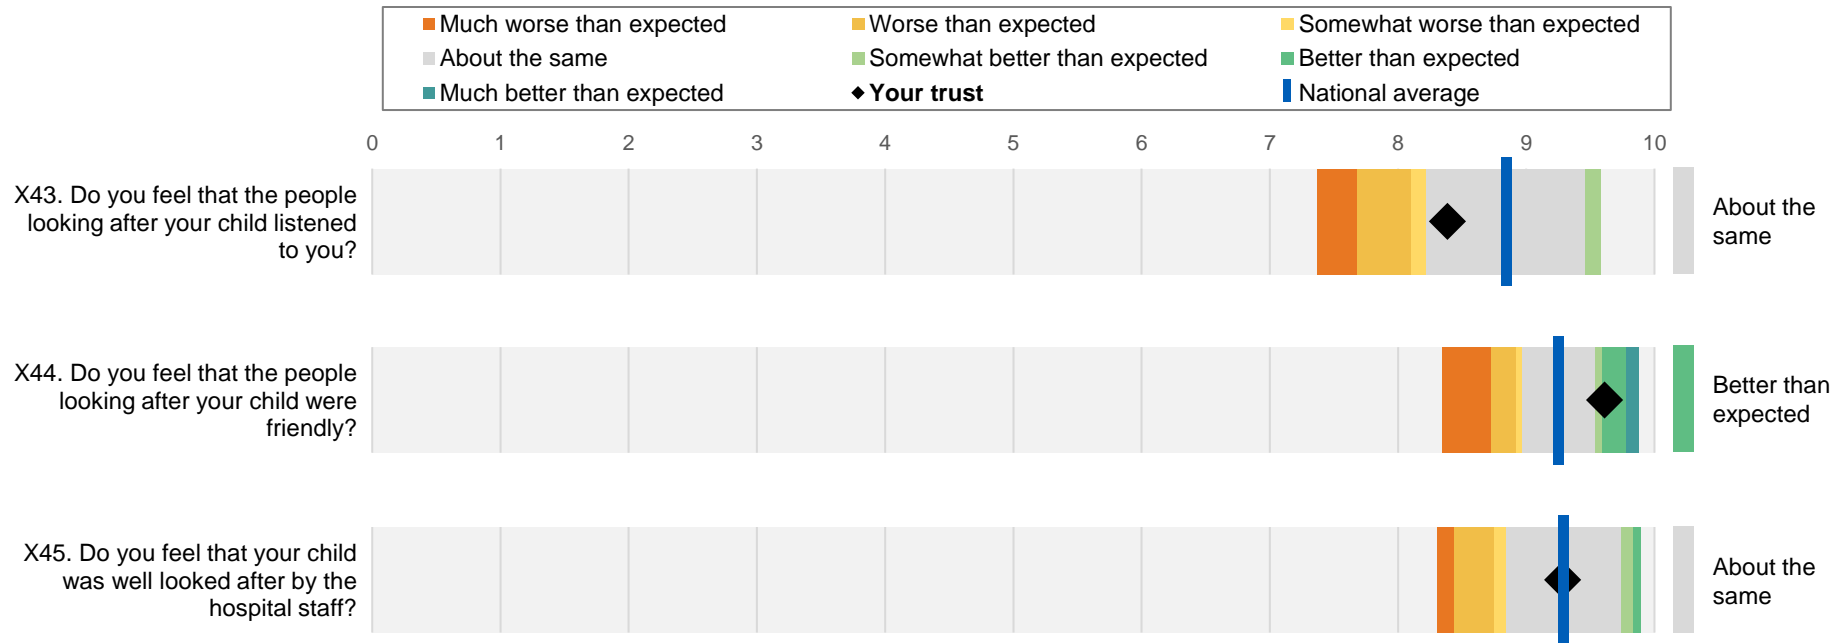 Much worse than expected
Worse than expected
Somewhat worse than expected
About the same
Somewhat better than expected
Better than expected
Much better than expected
Your trust
National average
0 1 2 3 4 5 6 7 8 9 10
X43. Do you feel that the people
looking after your child listened
to you?
About the
same
X44. Do you feel that the people
looking after your child were
friendly?
Better than
expected
X45. Do you feel that your child
was well looked after by the
hospital staff?
About the
same